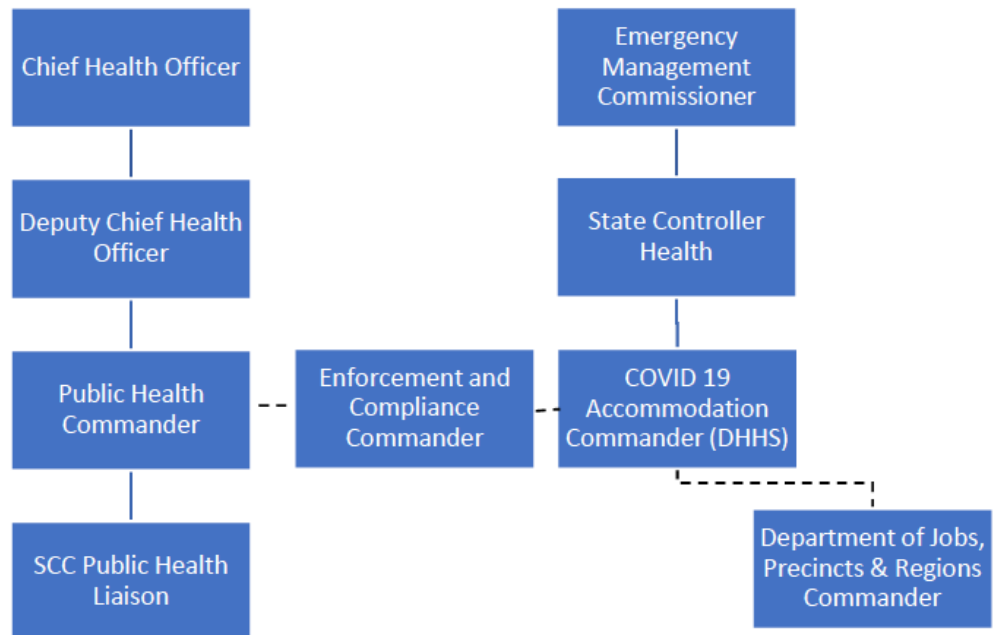 Chief Health Officer
Emergency
Management
Commissioner
Deputy Chief Health
Officer
State Controller
Health
Public Health
Commander
Enforcement and
Compliance
Commander
COVID 19
Accommodation
Commander (DHHS)
SCC Public Health
Liaison
Department of Jobs,
Precincts & Regions
Commander